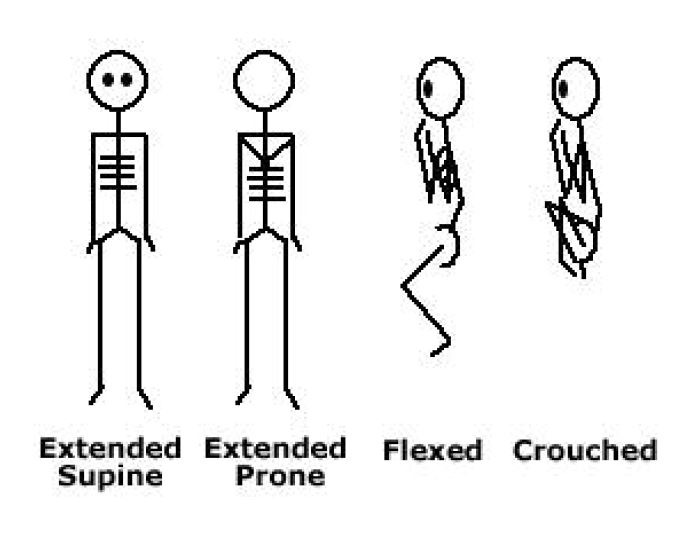 Extended Supine
Extended Prone
Flexed
Crouched